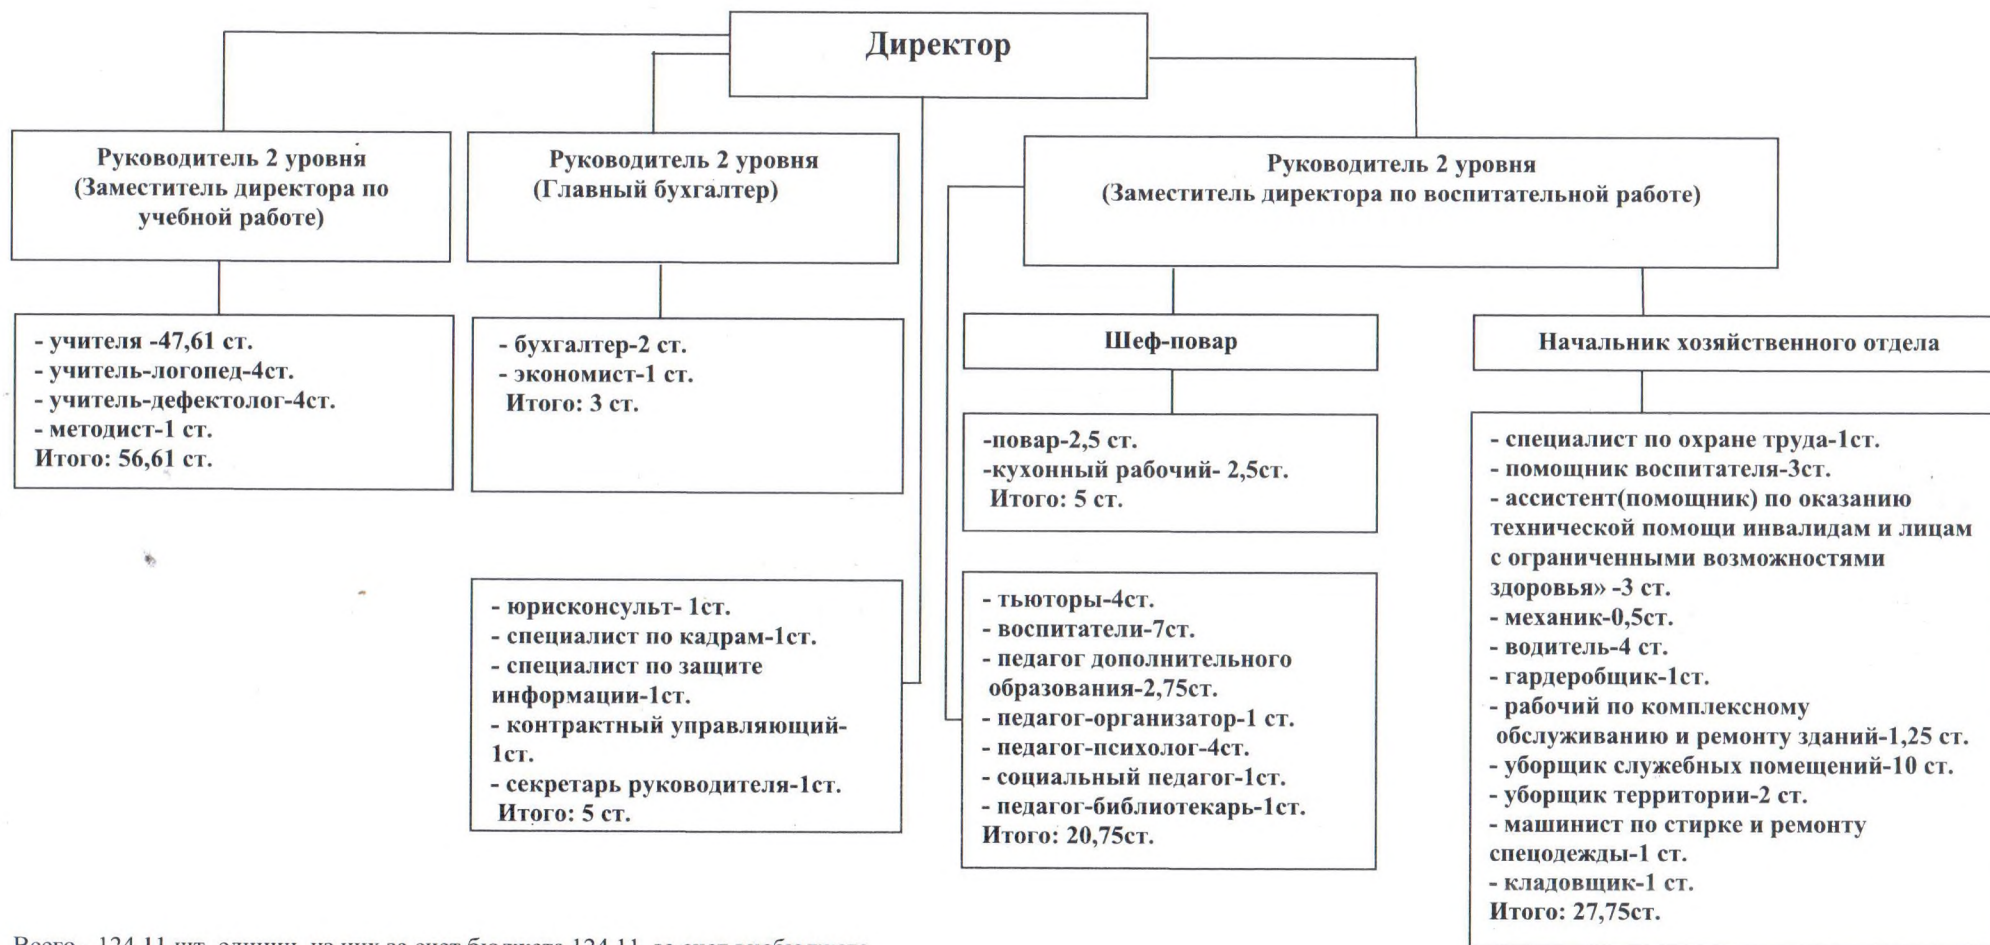 Директор
Руководитель 2 уровня
(Заместитель директора по
учебной работе)
Руководитель 2 уровня
(Главный бухгалтер)
Руководитель 2 уровня
(Заместитель директора по воспитательной работе)
- учителя -47,61 ст.
- учитель-логопед-4ст.
- учитель-дефектолог-4ст.
- методист-1 ст.
Итого: 56,61 ст.
- бухгалтер-2 ст.
- экономист-1 ст.
Итого: 3 ст.
Шеф-повар
Начальник хозяйственного отдела
-повар-2,5 ст.
-кухонный рабочий- 2,5ст.
Итого: 5 ст.
- специалист по охране труда-1ст.
- помощник воспитателя-3ст.
- ассистент(помощник) по оказанию
технической помощи инвалидам и лицам
с ограниченными возможностями
здоровья» -3 ст.
- механик-0,5ст.
- водитель-4 ст.
- гардеробщик-1ст.
- рабочий по комплексному
обслуживанию и ремонту зданий-1,25 ст.
- уборщик служебных помещений-10 ст.
- уборщик территории-2 ст.
- машинист по стирке и ремонту
спецодежды-1 ст.
- кладовщик-1 ст.
Итого: 27,75ст.
- юрисконсульт- 1ст.
- специалист по кадрам-1ст.
- специалист по защите
информации-1ст.
- контрактный управляющий-
1ст.
- секретарь руководителя-1ст.
Итого: 5 ст.
- тьюторы-4ст.
- воспитатели-7ст.
- педагог дополнительного
образования-2,75ст.
- педагог-организатор-1 ст.
- педагог-психолог-4ст.
- социальный педагог-1ст.
- педагог-библиотекарь-1ст.
Итого: 20,75ст.